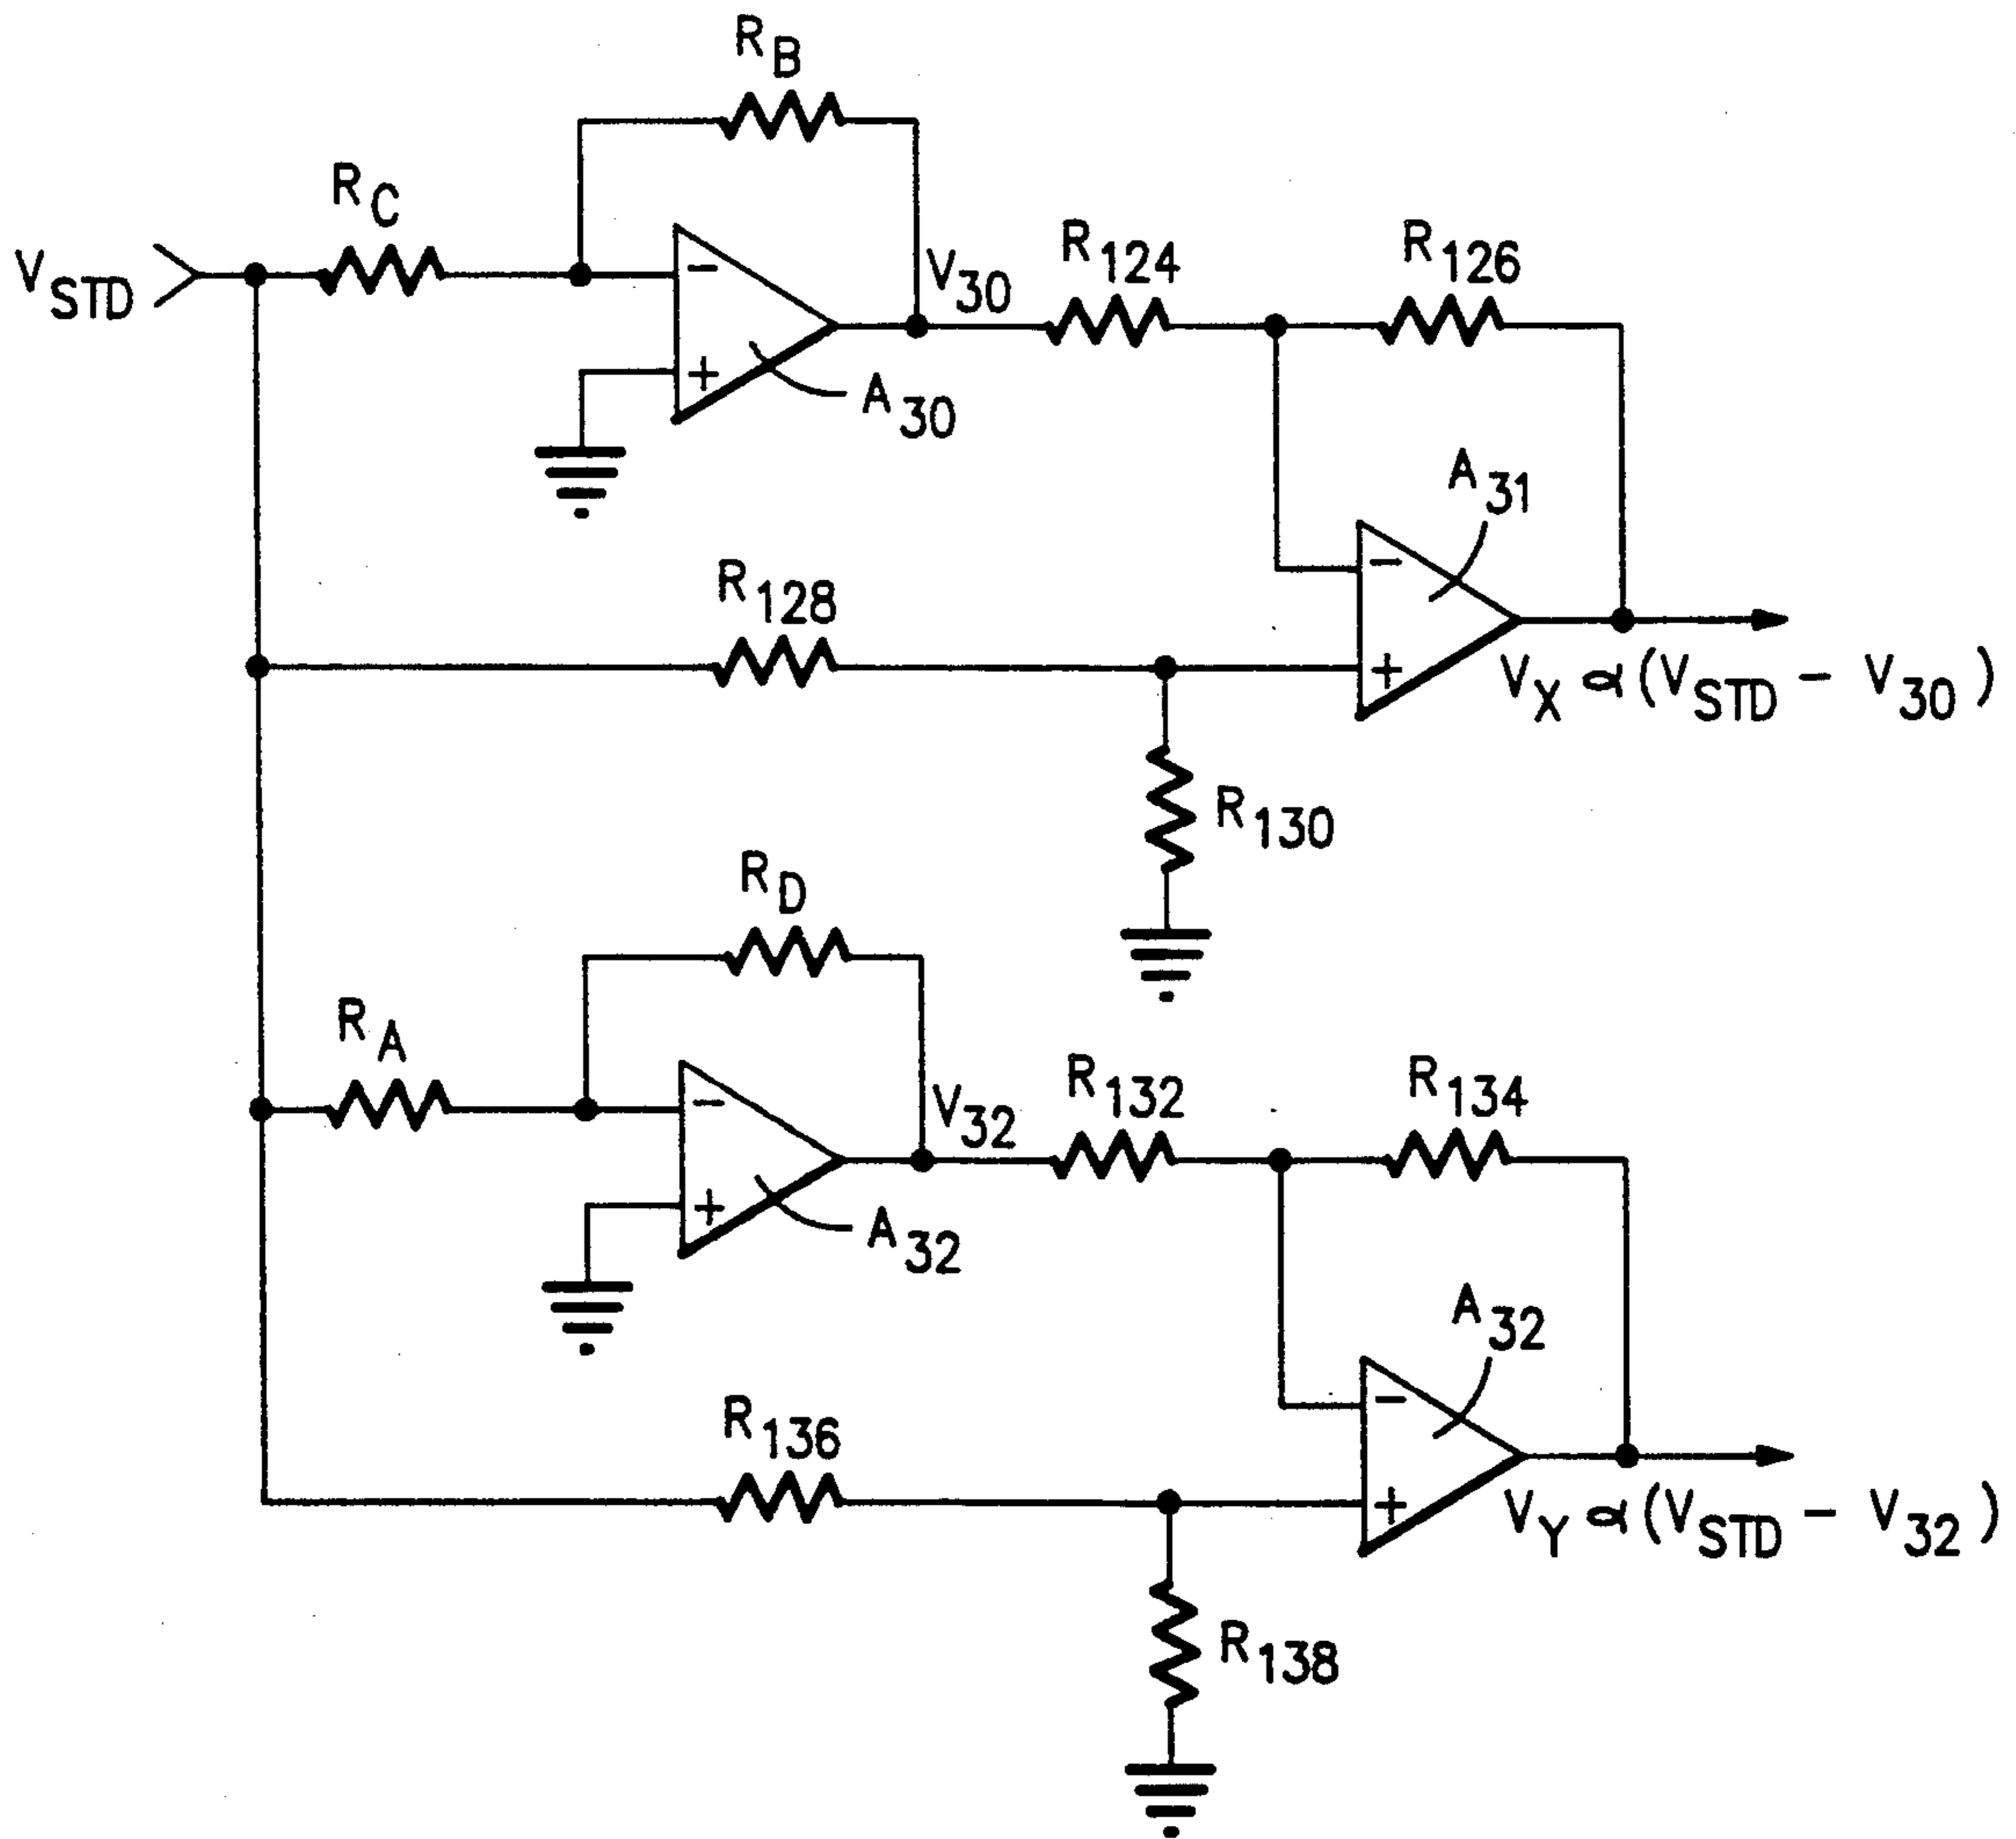 R_B
R_C
V_STD
V_30
R_124
R_126
−
+
A_30
A_31
R_128
−
+
V_X ∝ (V_STD − V_30)
R_130
R_D
R_A
V_32
R_132
R_134
−
+
A_32
A_32
R_136
−
+
V_Y ∝ (V_STD − V_32)
R_138